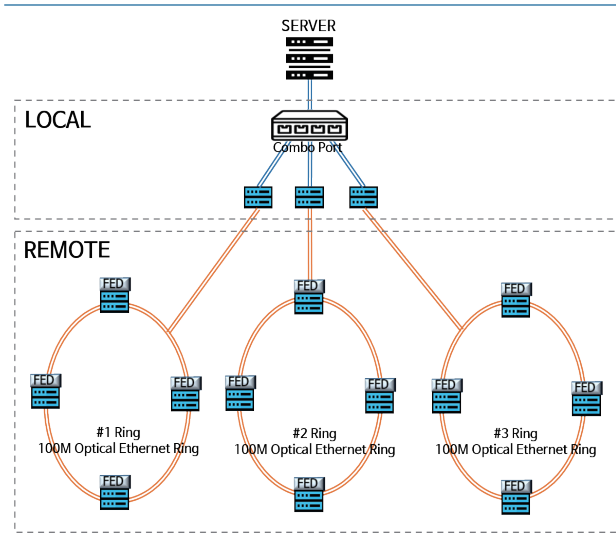 SERVER
LOCAL
Combo Port
REMOTE
FED
FED
FED
FED
FED
FED
FED
FED
FED
FED
FED
FED
#1 Ring
100M Optical Ethernet Ring
#2 Ring
100M Optical Ethernet Ring
#3 Ring
100M Optical Ethernet Ring